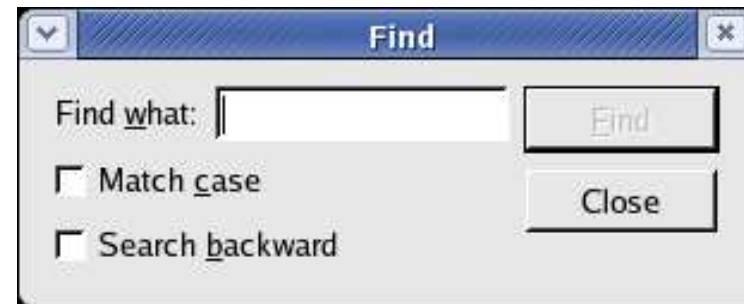 Find
Find what:
Find
Match case
Close
Search backward